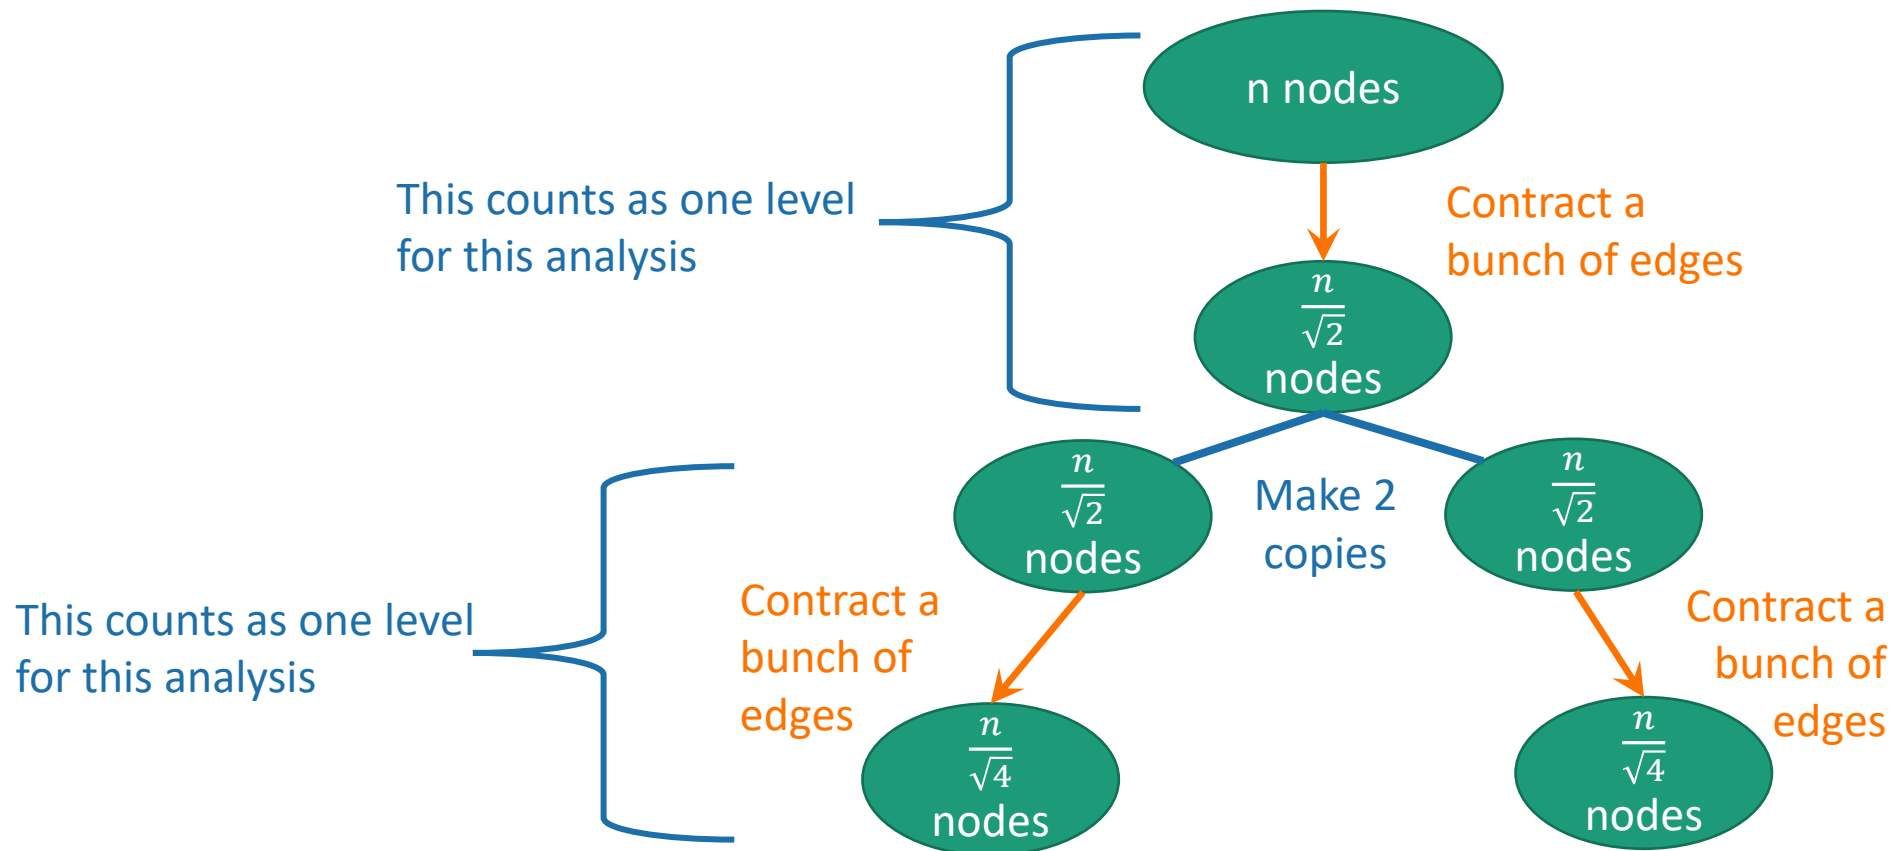 n nodes
This counts as one level
for this analysis
Contract a
bunch of edges
n
√2
nodes
n
√2
nodes
Make 2
copies
n
√2
nodes
This counts as one level
for this analysis
Contract a
bunch of
edges
Contract a
bunch of
edges
n
√4
nodes
n
√4
nodes